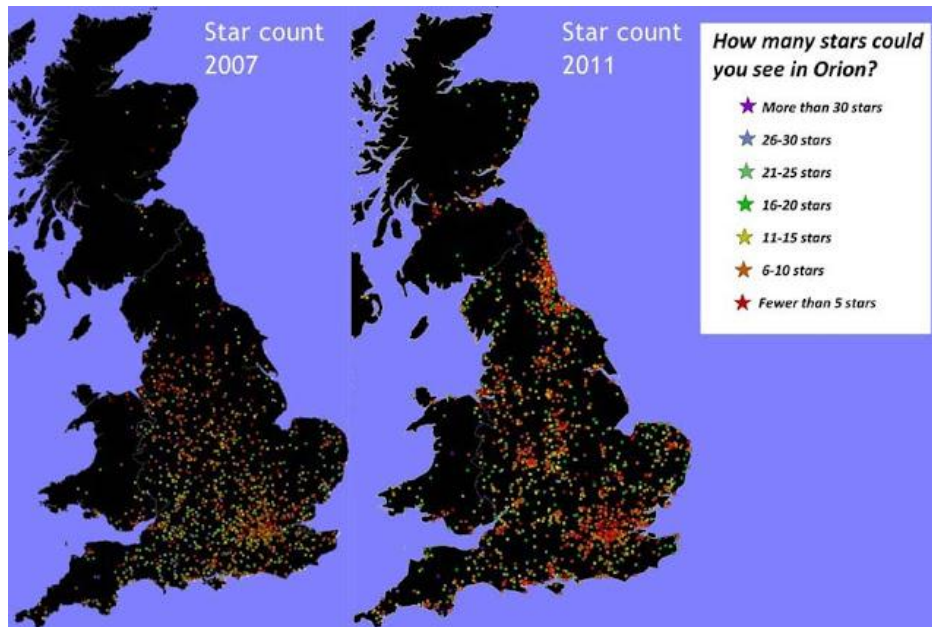 Star count
2007
Star count
2011
How many stars could
you see in Orion?
More than 30 stars
26-30 stars
21-25 stars
16-20 stars
11-15 stars
6-10 stars
Fewer than 5 stars